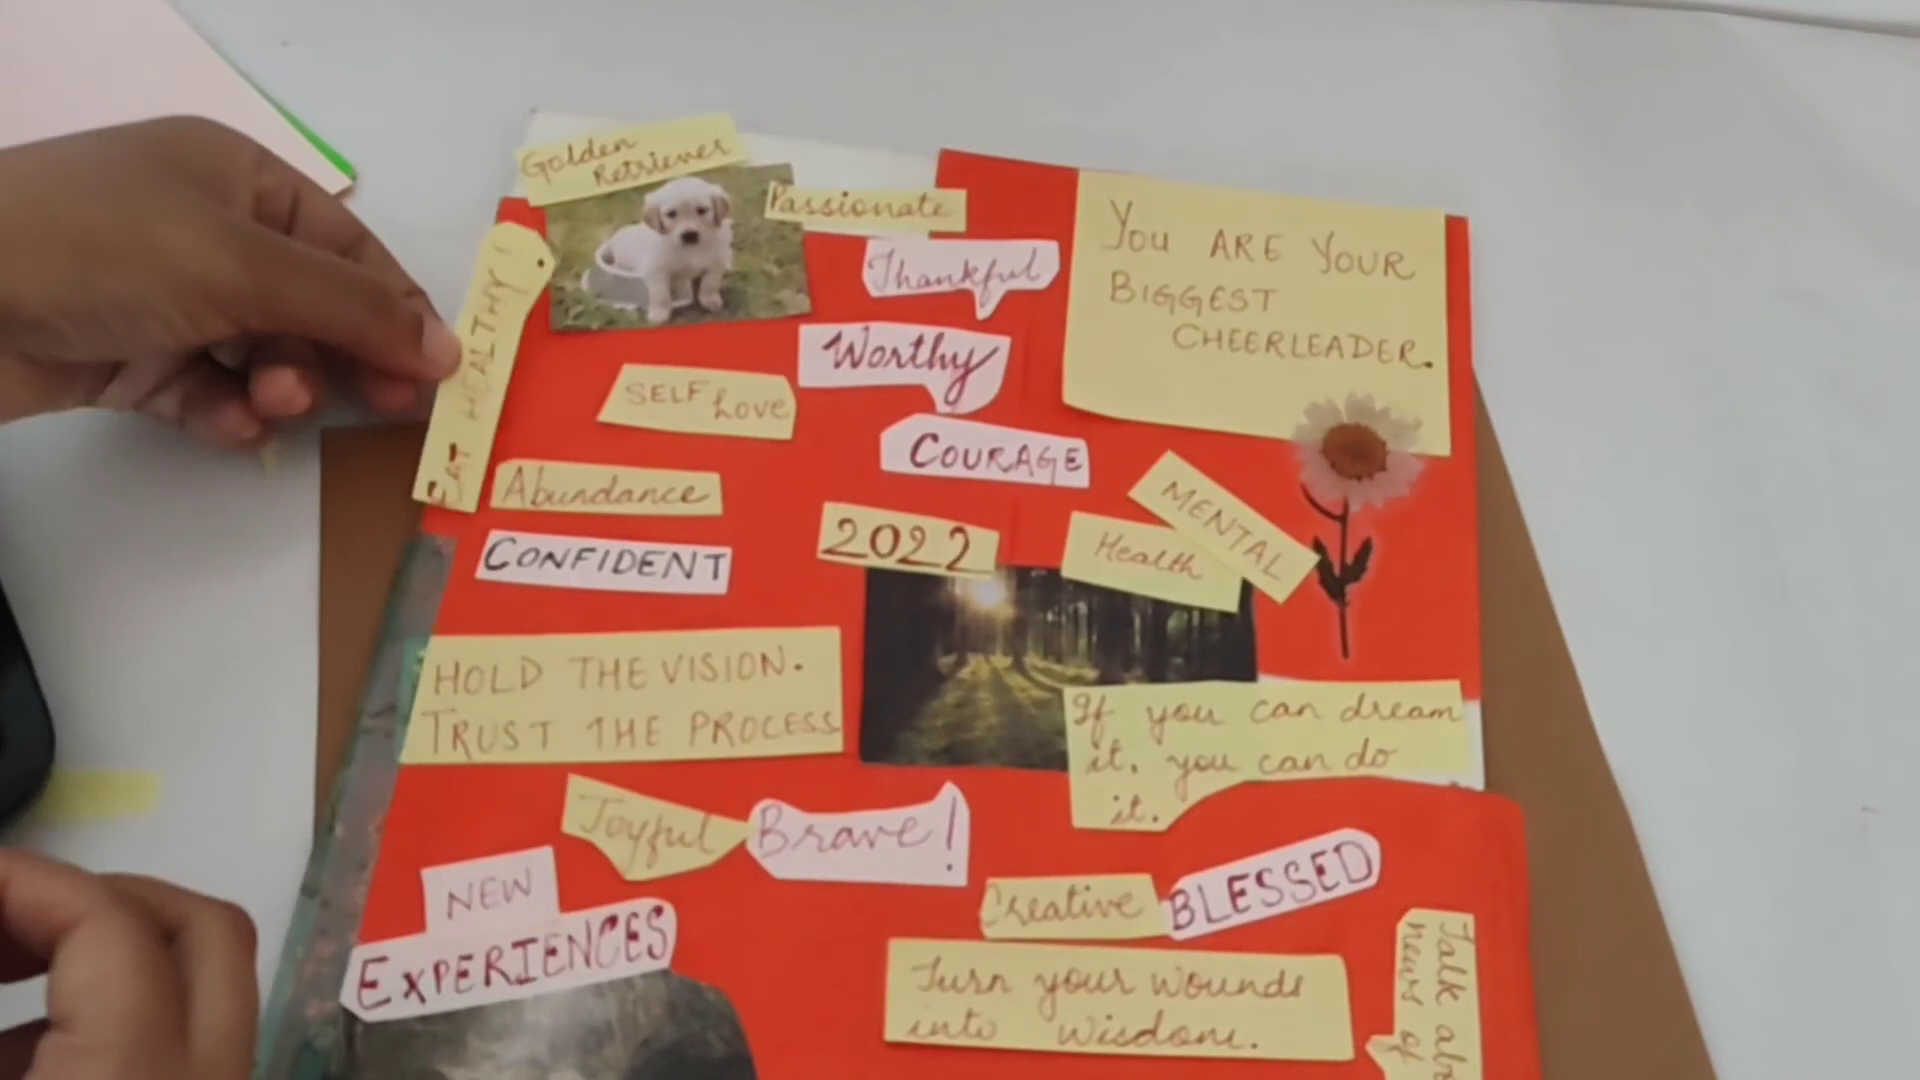 Golden
Retriever
Passionate
Thankful
EAT HEALTHY!
Worthy
SELF Love
YOU ARE YOUR
BIGGEST
CHEERLEADER.
COURAGE
Abundance
MENTAL
Health
2022
CONFIDENT
HOLD THE VISION.
TRUST THE PROCESS
If you can dream
it, you can do
it.
Joyful
Brave!
NEW
EXPERIENCES
Creative
BLESSED
Turn your wounds
into wisdom.
Talk
news of